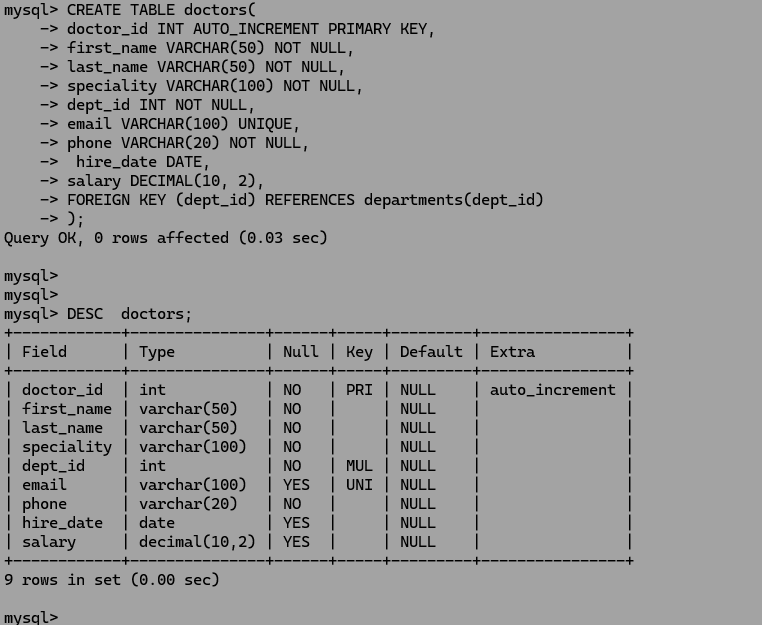 mysql> CREATE TABLE doctors(
    -> doctor_id INT AUTO_INCREMENT PRIMARY KEY,
    -> first_name VARCHAR(50) NOT NULL,
    -> last_name VARCHAR(50) NOT NULL,
    -> speciality VARCHAR(100) NOT NULL,
    -> dept_id INT NOT NULL,
    -> email VARCHAR(100) UNIQUE,
    -> phone VARCHAR(20) NOT NULL,
    ->  hire_date DATE,
    -> salary DECIMAL(10, 2),
    -> FOREIGN KEY (dept_id) REFERENCES departments(dept_id)
    -> );
Query OK, 0 rows affected (0.03 sec)

mysql>
mysql>
mysql> DESC  doctors;
+------------+---------------+------+-----+---------+----------------+
| Field      | Type          | Null | Key | Default | Extra          |
+------------+---------------+------+-----+---------+----------------+
| doctor_id  | int           | NO   | PRI | NULL    | auto_increment |
| first_name | varchar(50)   | NO   |     | NULL    |                |
| last_name  | varchar(50)   | NO   |     | NULL    |                |
| speciality | varchar(100)  | NO   |     | NULL    |                |
| dept_id    | int           | NO   | MUL | NULL    |                |
| email      | varchar(100)  | YES  | UNI | NULL    |                |
| phone      | varchar(20)   | NO   |     | NULL    |                |
| hire_date  | date          | YES  |     | NULL    |                |
| salary     | decimal(10,2) | YES  |     | NULL    |                |
+------------+---------------+------+-----+---------+----------------+
9 rows in set (0.00 sec)

mysql>